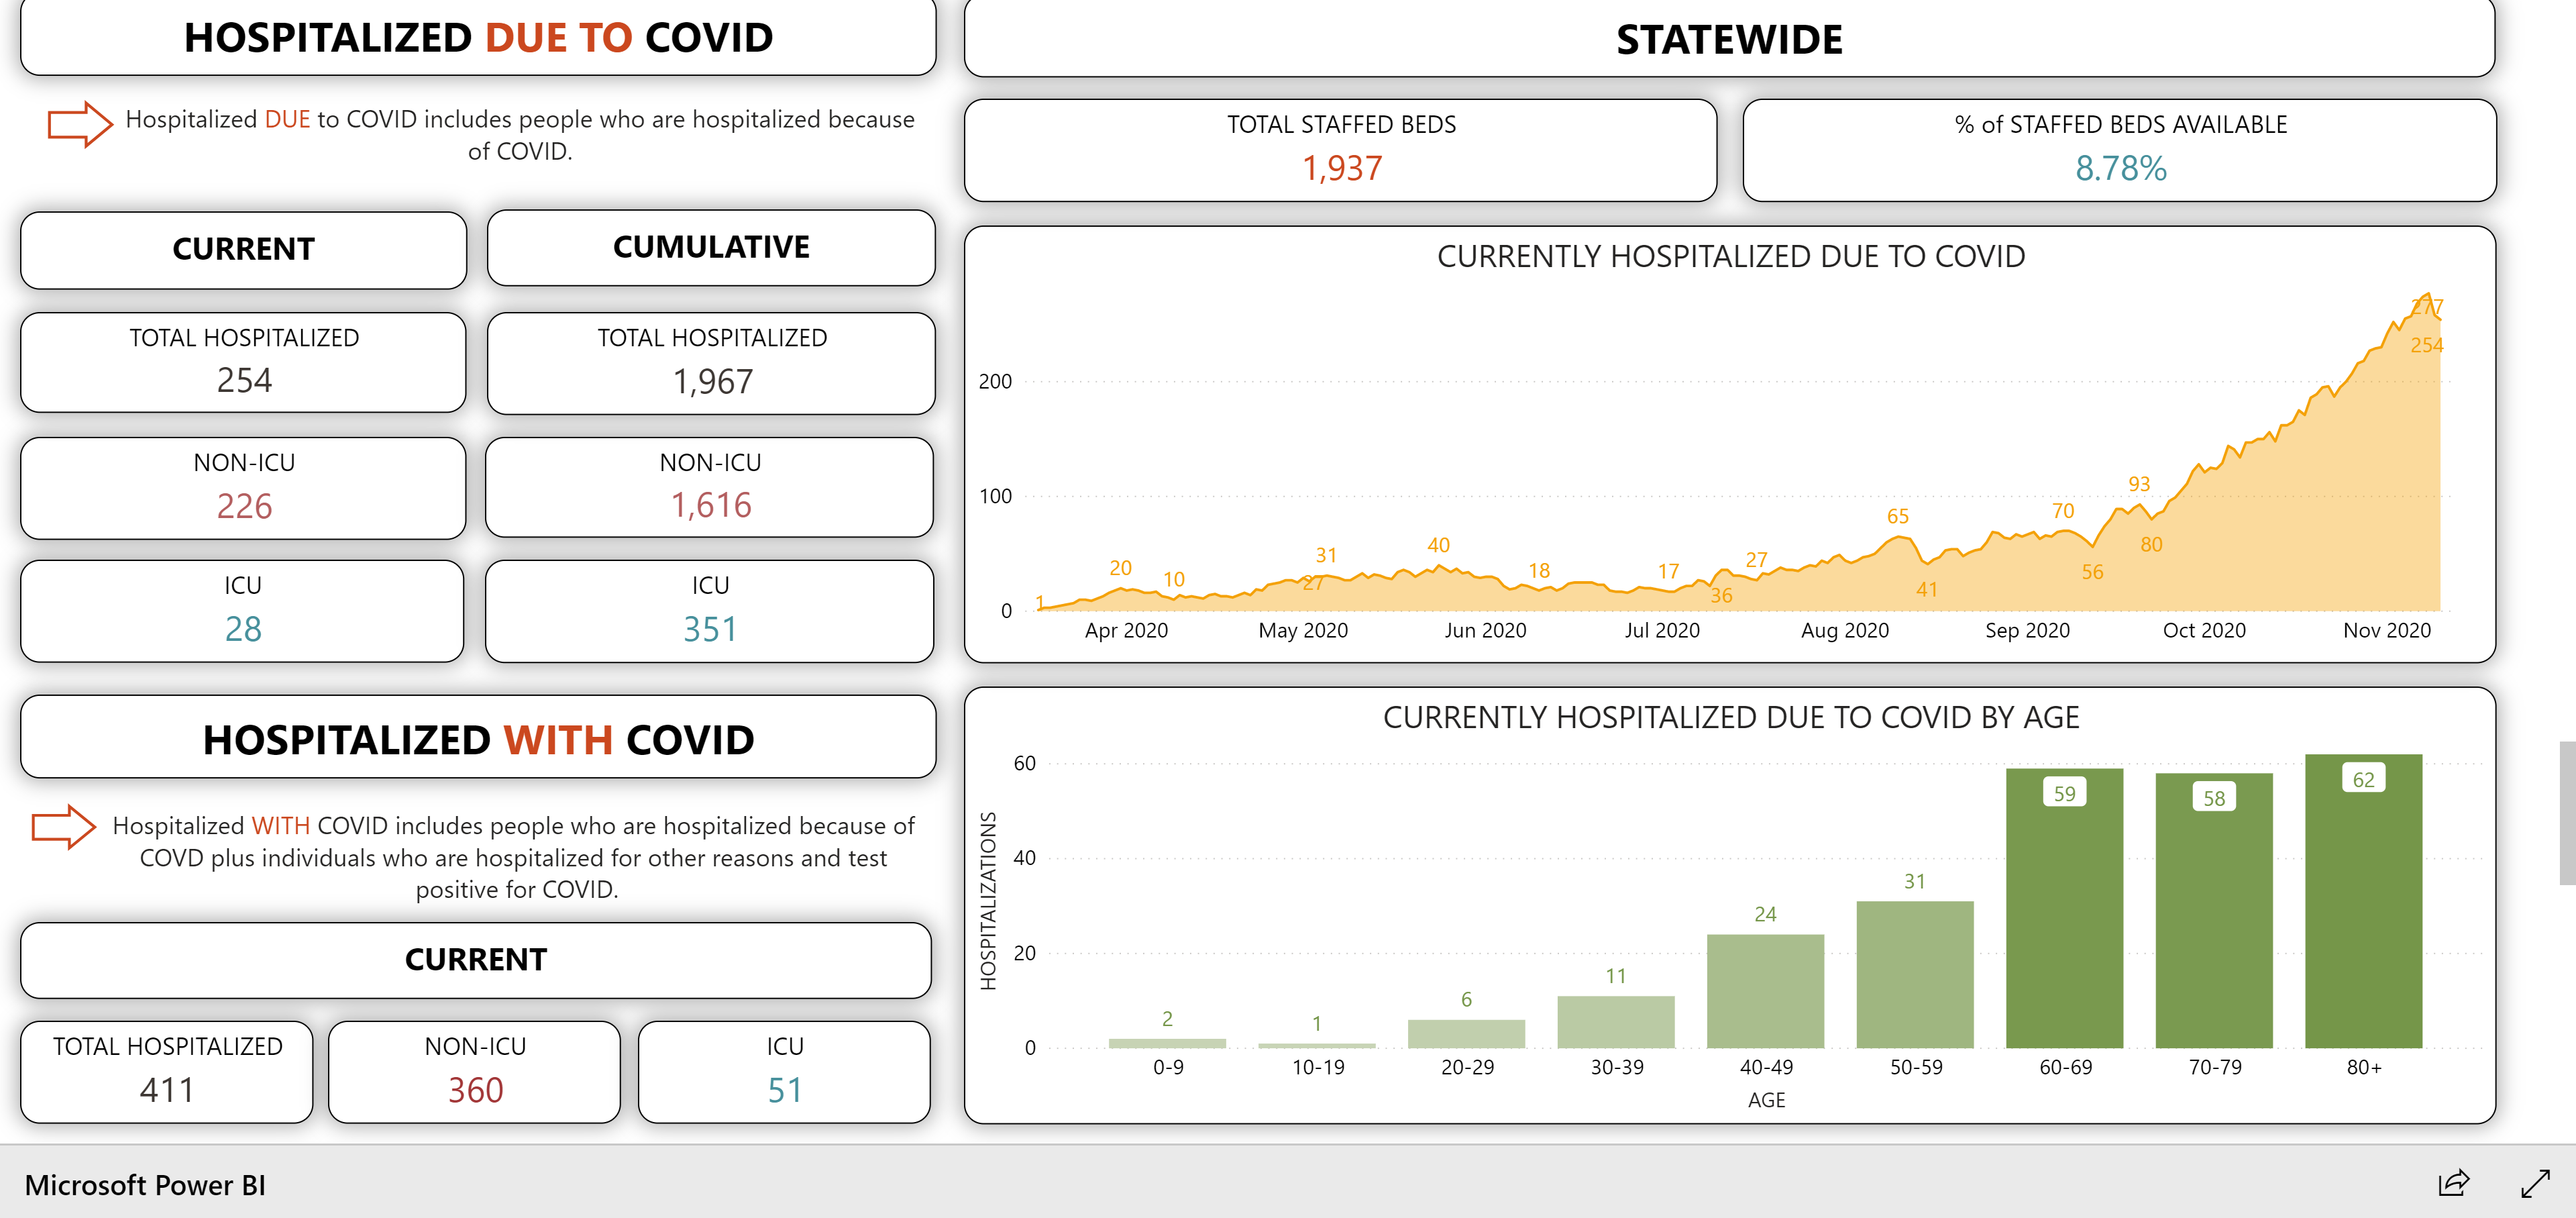 HOSPITALIZED DUE TO COVID
Hospitalized DUE to COVID includes people who are hospitalized because
of COVID.
CURRENT
CUMULATIVE
TOTAL HOSPITALIZED
254
TOTAL HOSPITALIZED
1,967
NON-ICU
226
NON-ICU
1,616
ICU
28
ICU
351
HOSPITALIZED WITH COVID
Hospitalized WITH COVID includes people who are hospitalized because of
COVD plus individuals who are hospitalized for other reasons and test
positive for COVID.
CURRENT
TOTAL HOSPITALIZED
411
NON-ICU
360
ICU
51
STATEWIDE
TOTAL STAFFED BEDS
1,937
% of STAFFED BEDS AVAILABLE
8.78%
CURRENTLY HOSPITALIZED DUE TO COVID
200
100
0
1
20
10
31
27
40
18
17
36
27
65
41
70
56
93
80
277
254
Apr 2020
May 2020
Jun 2020
Jul 2020
Aug 2020
Sep 2020
Oct 2020
Nov 2020
CURRENTLY HOSPITALIZED DUE TO COVID BY AGE
HOSPITALIZATIONS
60
40
20
0
2
1
6
11
24
31
59
58
62
0-9
10-19
20-29
30-39
40-49
50-59
60-69
70-79
80+
AGE
Microsoft Power BI